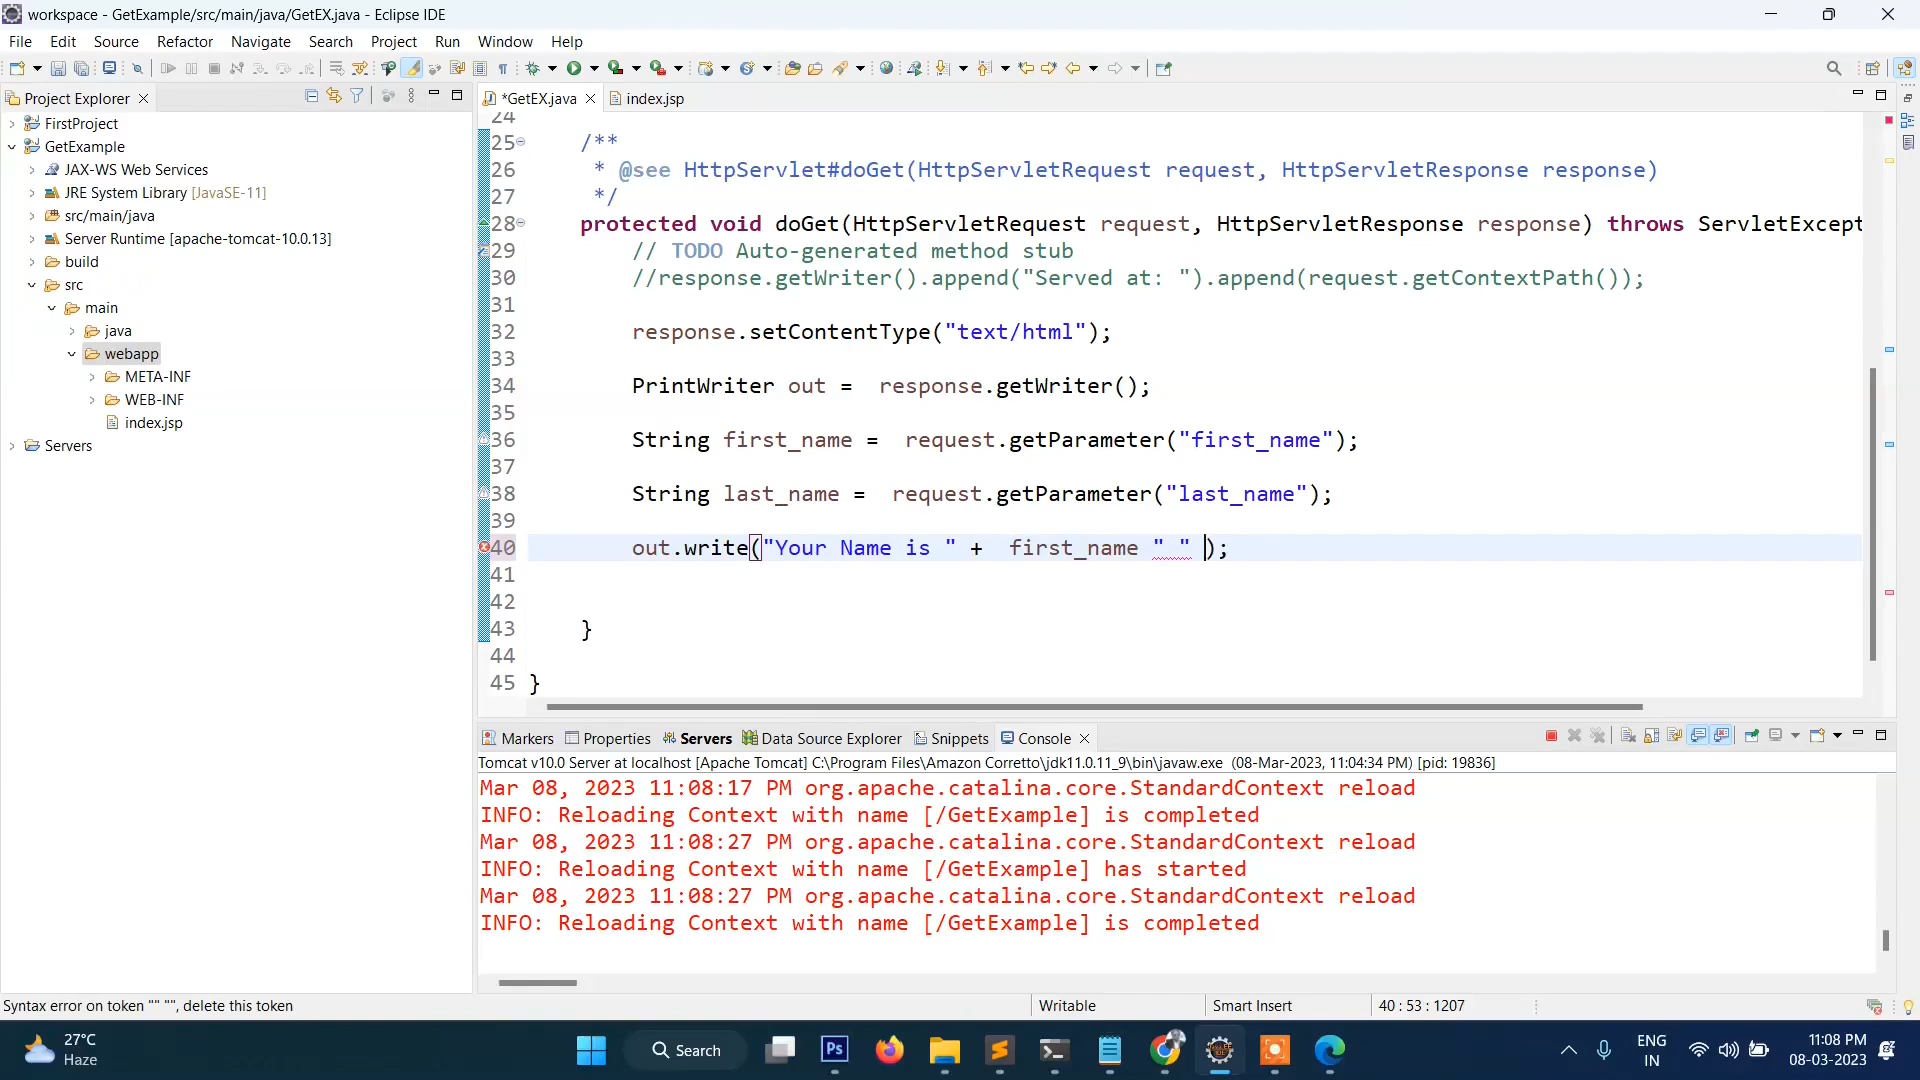 workspace - GetExample/src/main/java/GetEX.java - Eclipse IDE
File Edit Source Refactor Navigate Search Project Run Window Help
Project Explorer
FirstProject
GetExample
JAX-WS Web Services
JRE System Library [JavaSE-11]
src/main/java
Server Runtime [apache-tomcat-10.0.13]
build
src
main
java
webapp
META-INF
WEB-INF
index.jsp
Servers
*GetEX.java index.jsp
24
25 /**
26 * @see HttpServlet#doGet(HttpServletRequest request, HttpServletResponse response)
27 */
28 protected void doGet(HttpServletRequest request, HttpServletResponse response) throws ServletExcept
29 // TODO Auto-generated method stub
30 //response.getWriter().append("Served at: ").append(request.getContextPath());
31
32 response.setContentType("text/html");
33
34 PrintWriter out =  response.getWriter();
35
36 String first_name =  request.getParameter("first_name");
37
38 String last_name =  request.getParameter("last_name");
39
40 out.write("Your Name is " +  first_name " " );
41
42
43 }
44
45 }
Markers Properties Servers Data Source Explorer Snippets Console
Tomcat v10.0 Server at localhost [Apache Tomcat] C:\Program Files\Amazon Corretto\jdk11.0.11_9\bin\javaw.exe (08-Mar-2023, 11:04:34 PM) [pid: 19836]
Mar 08, 2023 11:08:17 PM org.apache.catalina.core.StandardContext reload
INFO: Reloading Context with name [/GetExample] is completed
Mar 08, 2023 11:08:27 PM org.apache.catalina.core.StandardContext reload
INFO: Reloading Context with name [/GetExample] has started
Mar 08, 2023 11:08:27 PM org.apache.catalina.core.StandardContext reload
INFO: Reloading Context with name [/GetExample] is completed
Syntax error on token "" "", delete this token
Writable
Smart Insert
40 : 53 : 1207
27°C
Haze
Search
Ps
ENG
IN
11:08 PM
08-03-2023